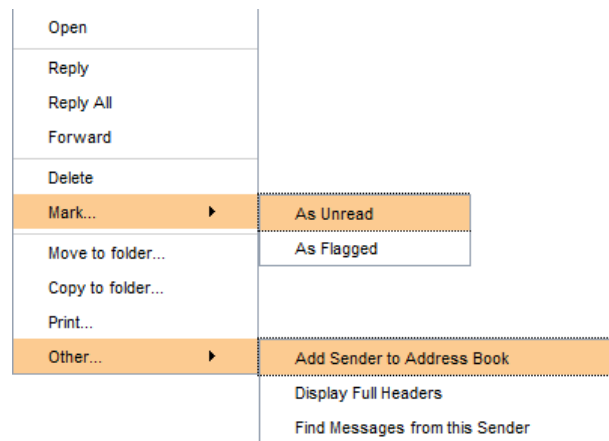 Open
Reply
Reply All
Forward
Delete
Mark...
As Unread
As Flagged
Move to folder...
Copy to folder...
Print...
Other...
Add Sender to Address Book
Display Full Headers
Find Messages from this Sender